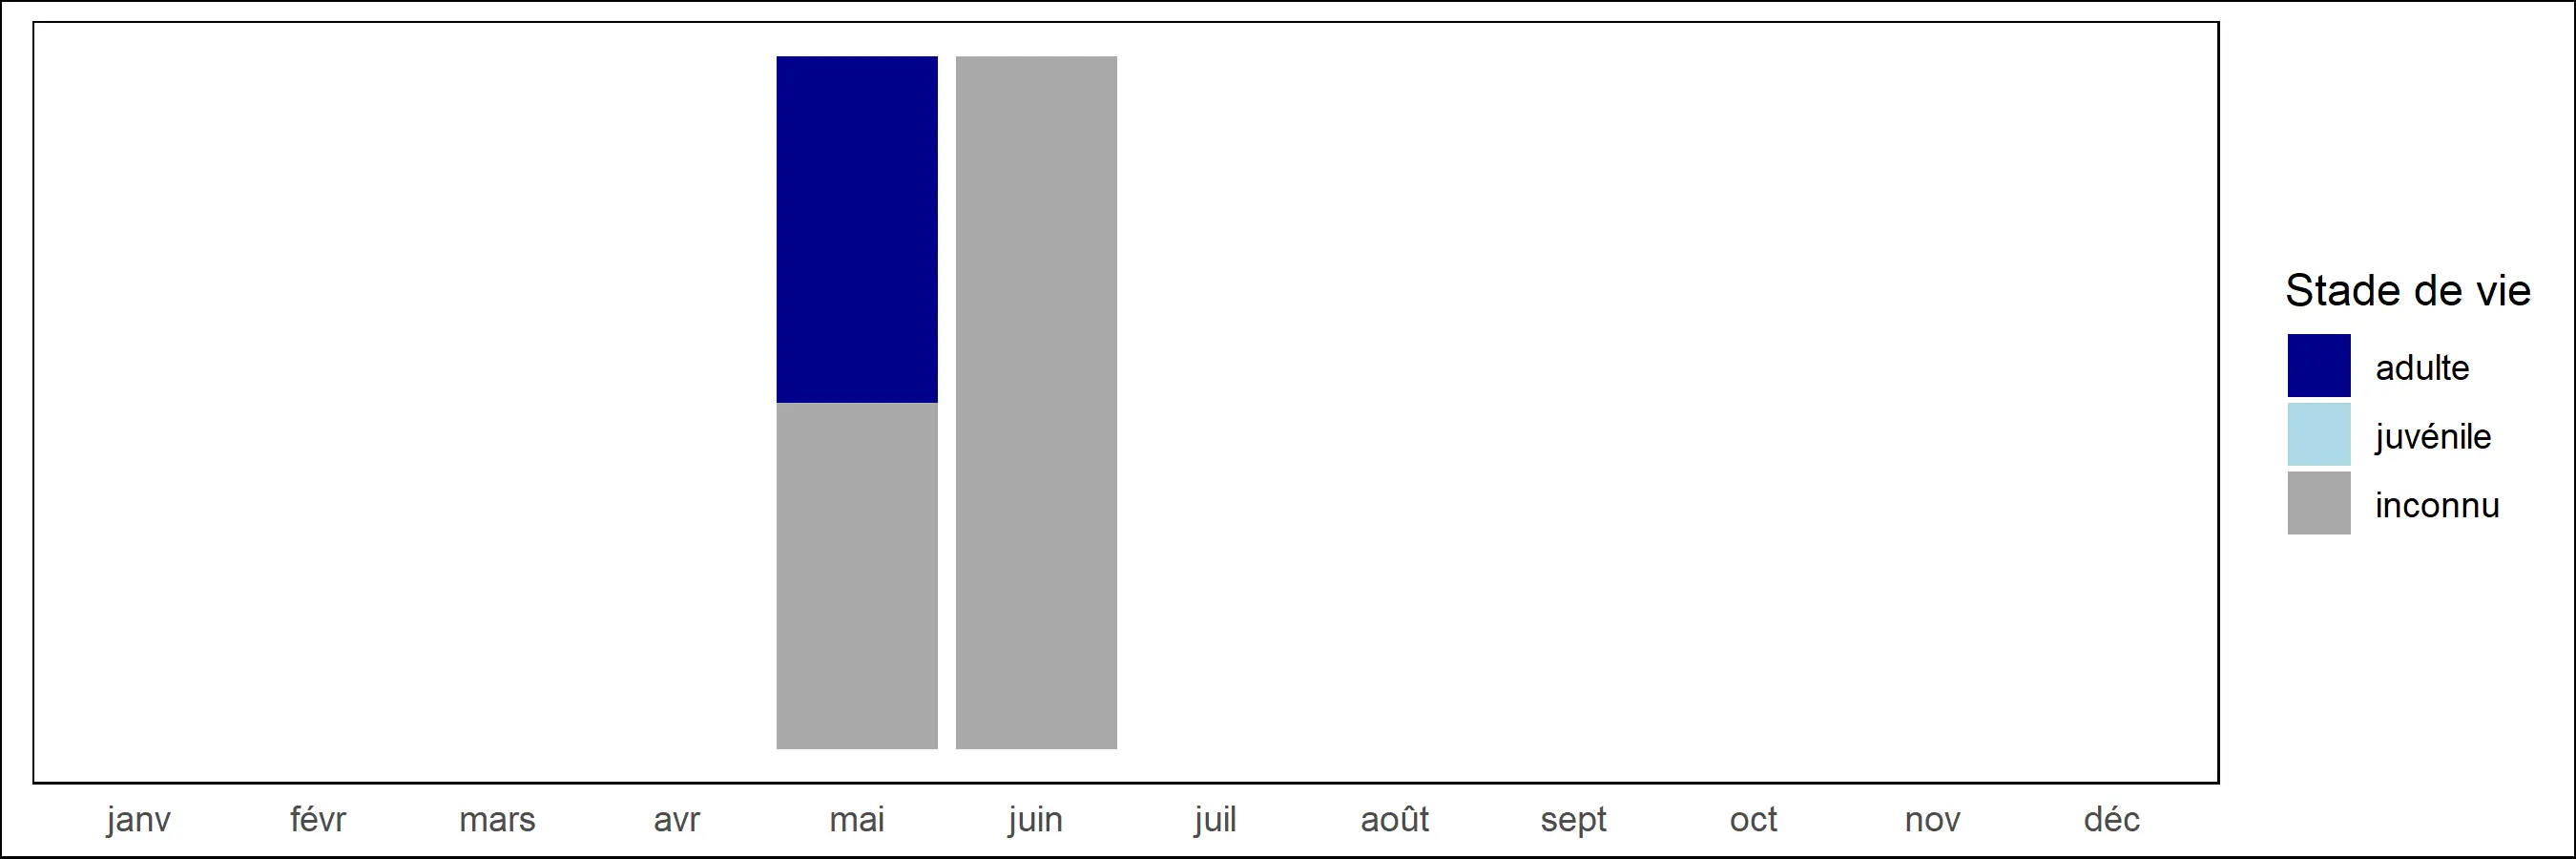 Stade de vie
adulte
juvénile
inconnu
janv févr mars avr mai juin juil août sept oct nov déc